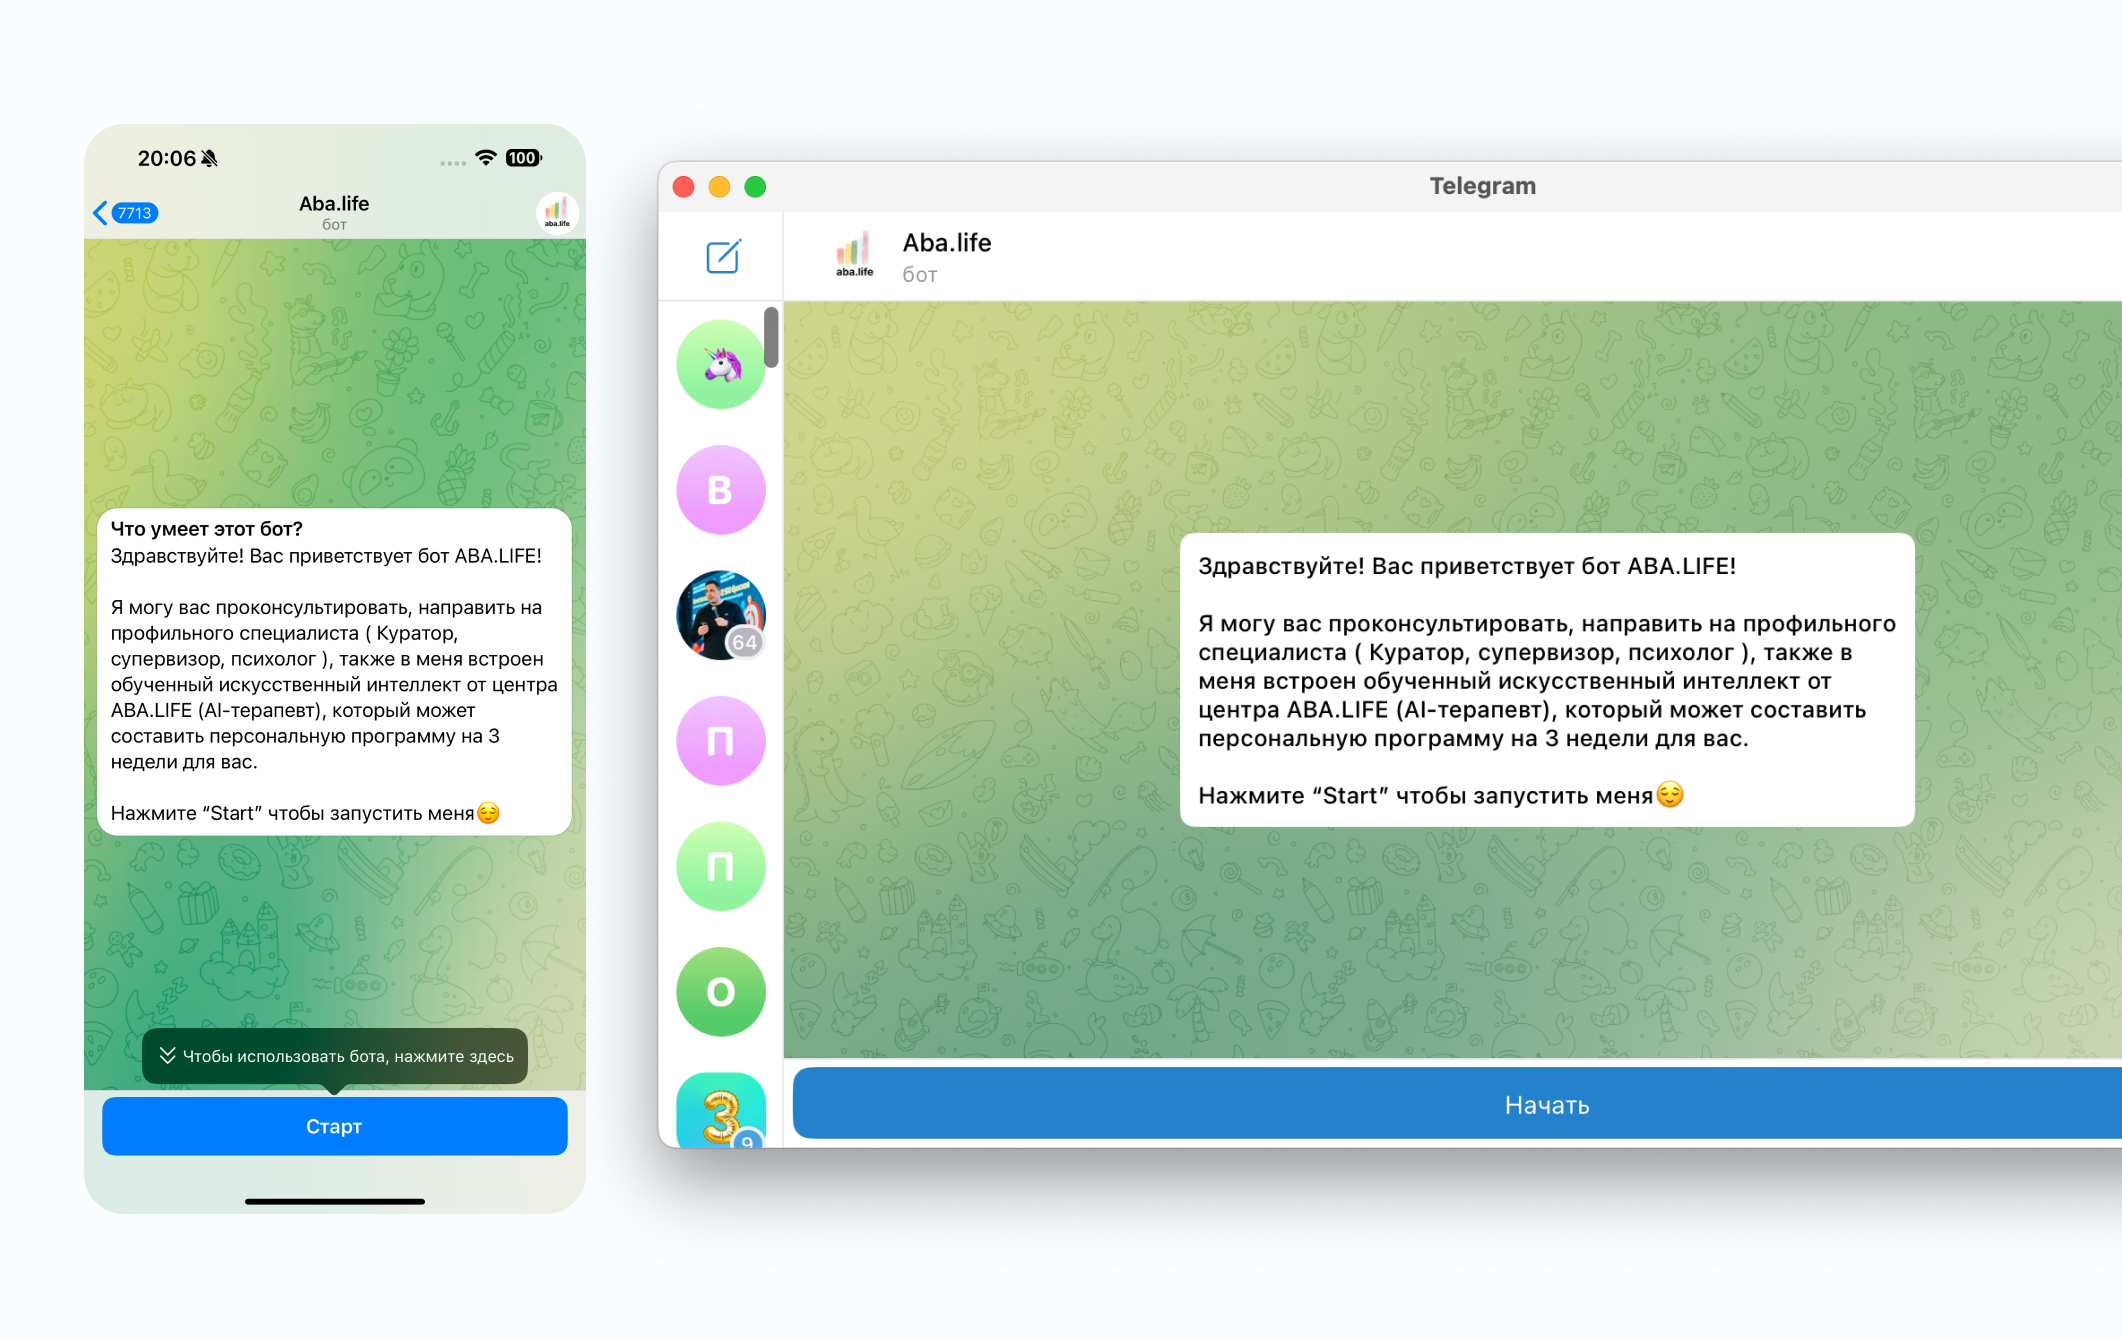 20:06
100
7713
Aba.life
бот
aba.life
Что умеет этот бот?
Здравствуйте! Вас приветствует бот ABA.LIFE!
Я могу вас проконсультировать, направить на
профильного специалиста ( Куратор,
супервизор, психолог ), также в меня встроен
обученный искусственный интеллект от центра
ABA.LIFE (AI-терапевт), который может
составить персональную программу на 3
недели для вас.
Нажмите “Start” чтобы запустить меня😌
Чтобы использовать бота, нажмите здесь
Старт
Telegram
aba.life
Aba.life
бот
В
64
П
П
О
3
9
Здравствуйте! Вас приветствует бот ABA.LIFE!
Я могу вас проконсультировать, направить на профильного
специалиста ( Куратор, супервизор, психолог ), также в
меня встроен обученный искусственный интеллект от
центра ABA.LIFE (AI-терапевт), который может составить
персональную программу на 3 недели для вас.
Нажмите “Start” чтобы запустить меня😌
Начать